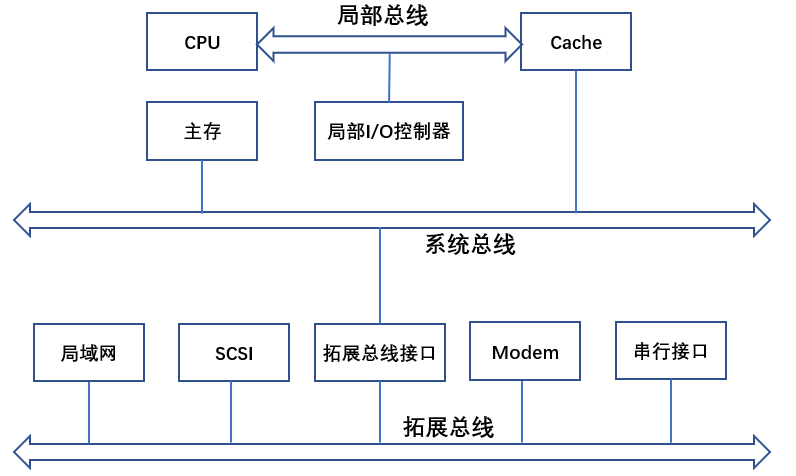 局部总线
CPU
Cache
主存
局部I/O控制器
系统总线
局域网
SCSI
拓展总线接口
Modem
串行接口
拓展总线